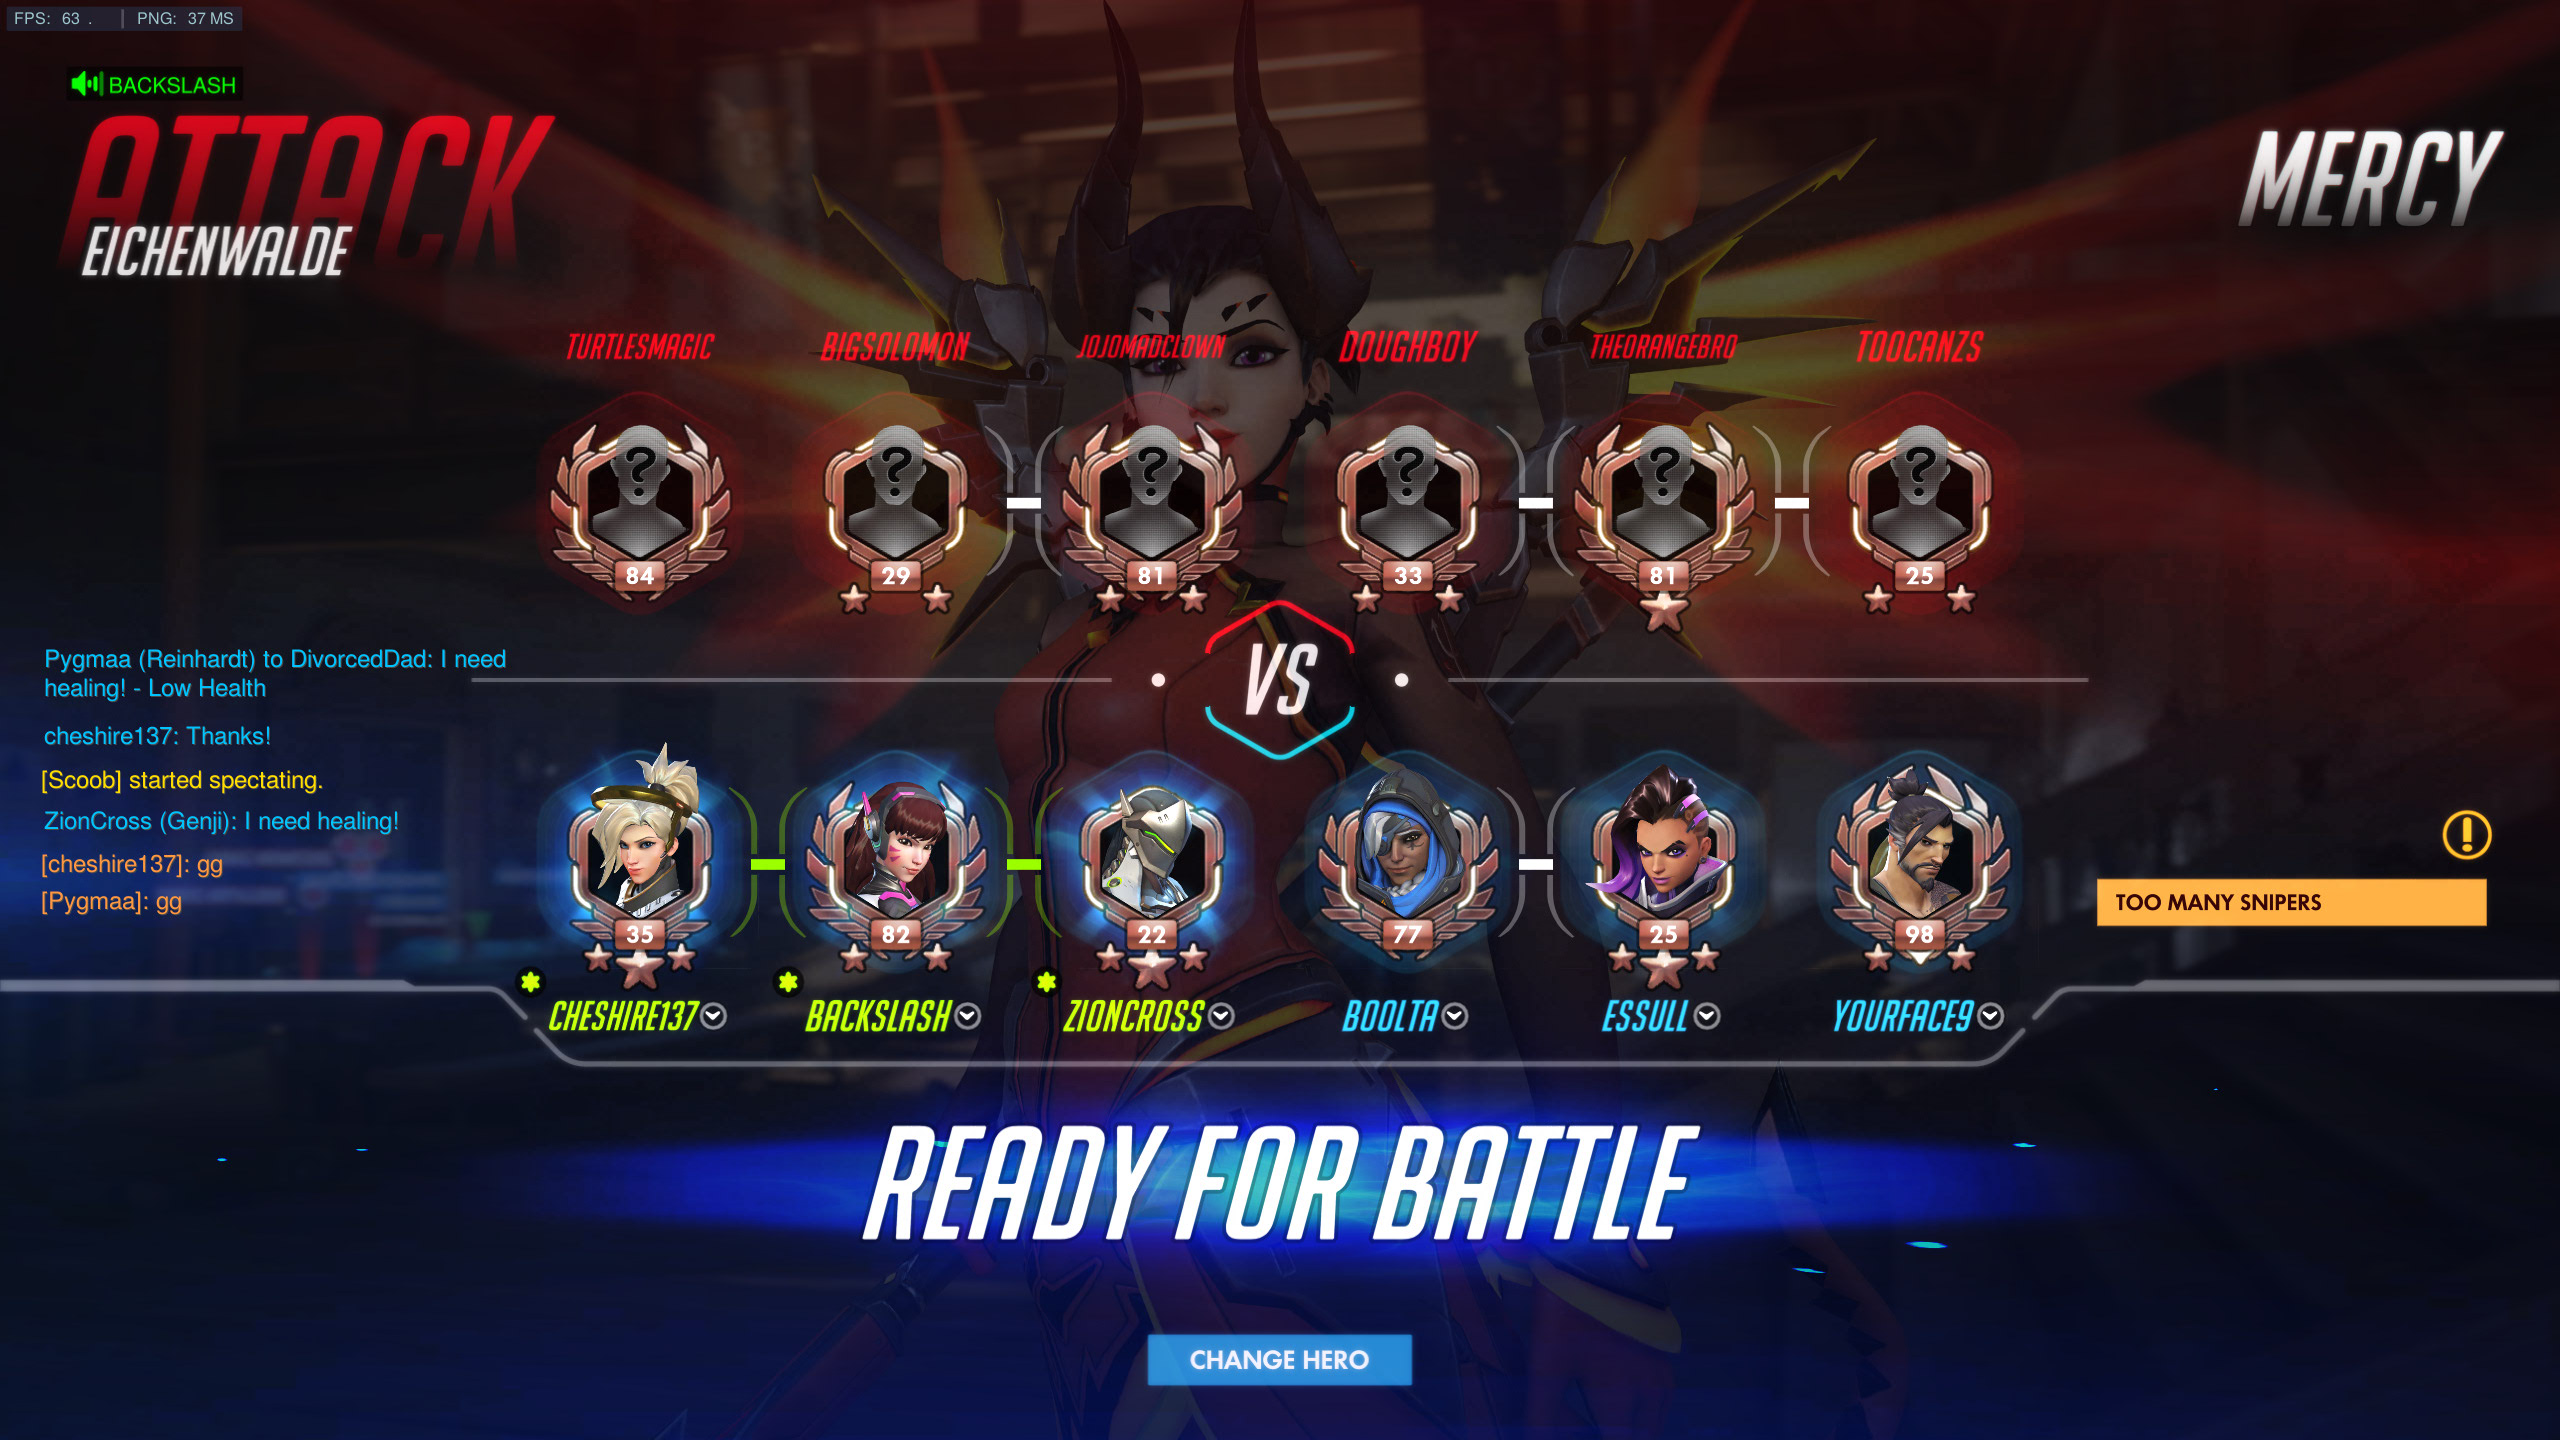 FPS: 63 . | PNG: 37 MS
BACKSLASH
ATTACK
EICHENWALDE
MERCY
TURTLESMAGIC BIGSOLOMON JOJOMADCLOWN DOUGHBOY THEORANGEBRO TOOCANZS
? ? ? ? ? ?
84 29 81 33 81 25
VS
Pygmaa (Reinhardt) to DivorcedDad: I need
healing! - Low Health
cheshire137: Thanks!
[Scoob] started spectating.
ZionCross (Genji): I need healing!
[cheshire137]: gg
[Pygmaa]: gg
!
TOO MANY SNIPERS
35 82 22 77 25 98
CHESHIRE137 BACKSLASH ZIONCROSS BOOLTA ESSULL YOURFACE9
READY FOR BATTLE
CHANGE HERO